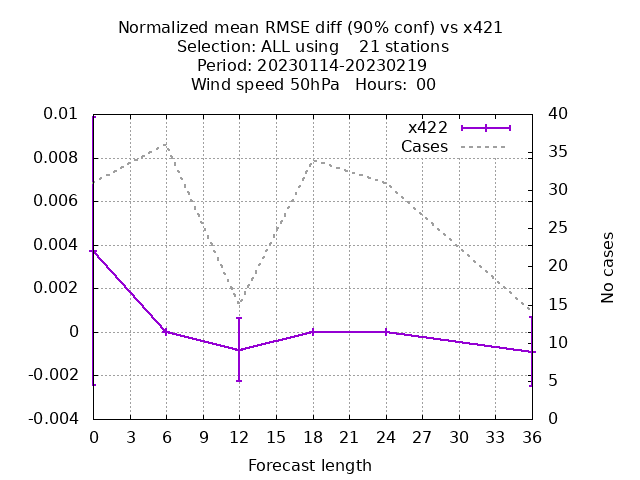 Normalized mean RMSE diff (90% conf) vs x421
Selection: ALL using    21 stations
Period: 20230114-20230219
Wind speed 50hPa   Hours:  00
0.01
0.008
0.006
0.004
0.002
0
-0.002
-0.004
x422
Cases
40
35
30
25
20
15
10
5
0
No cases
0 3 6 9 12 15 18 21 24 27 30 33 36
Forecast length